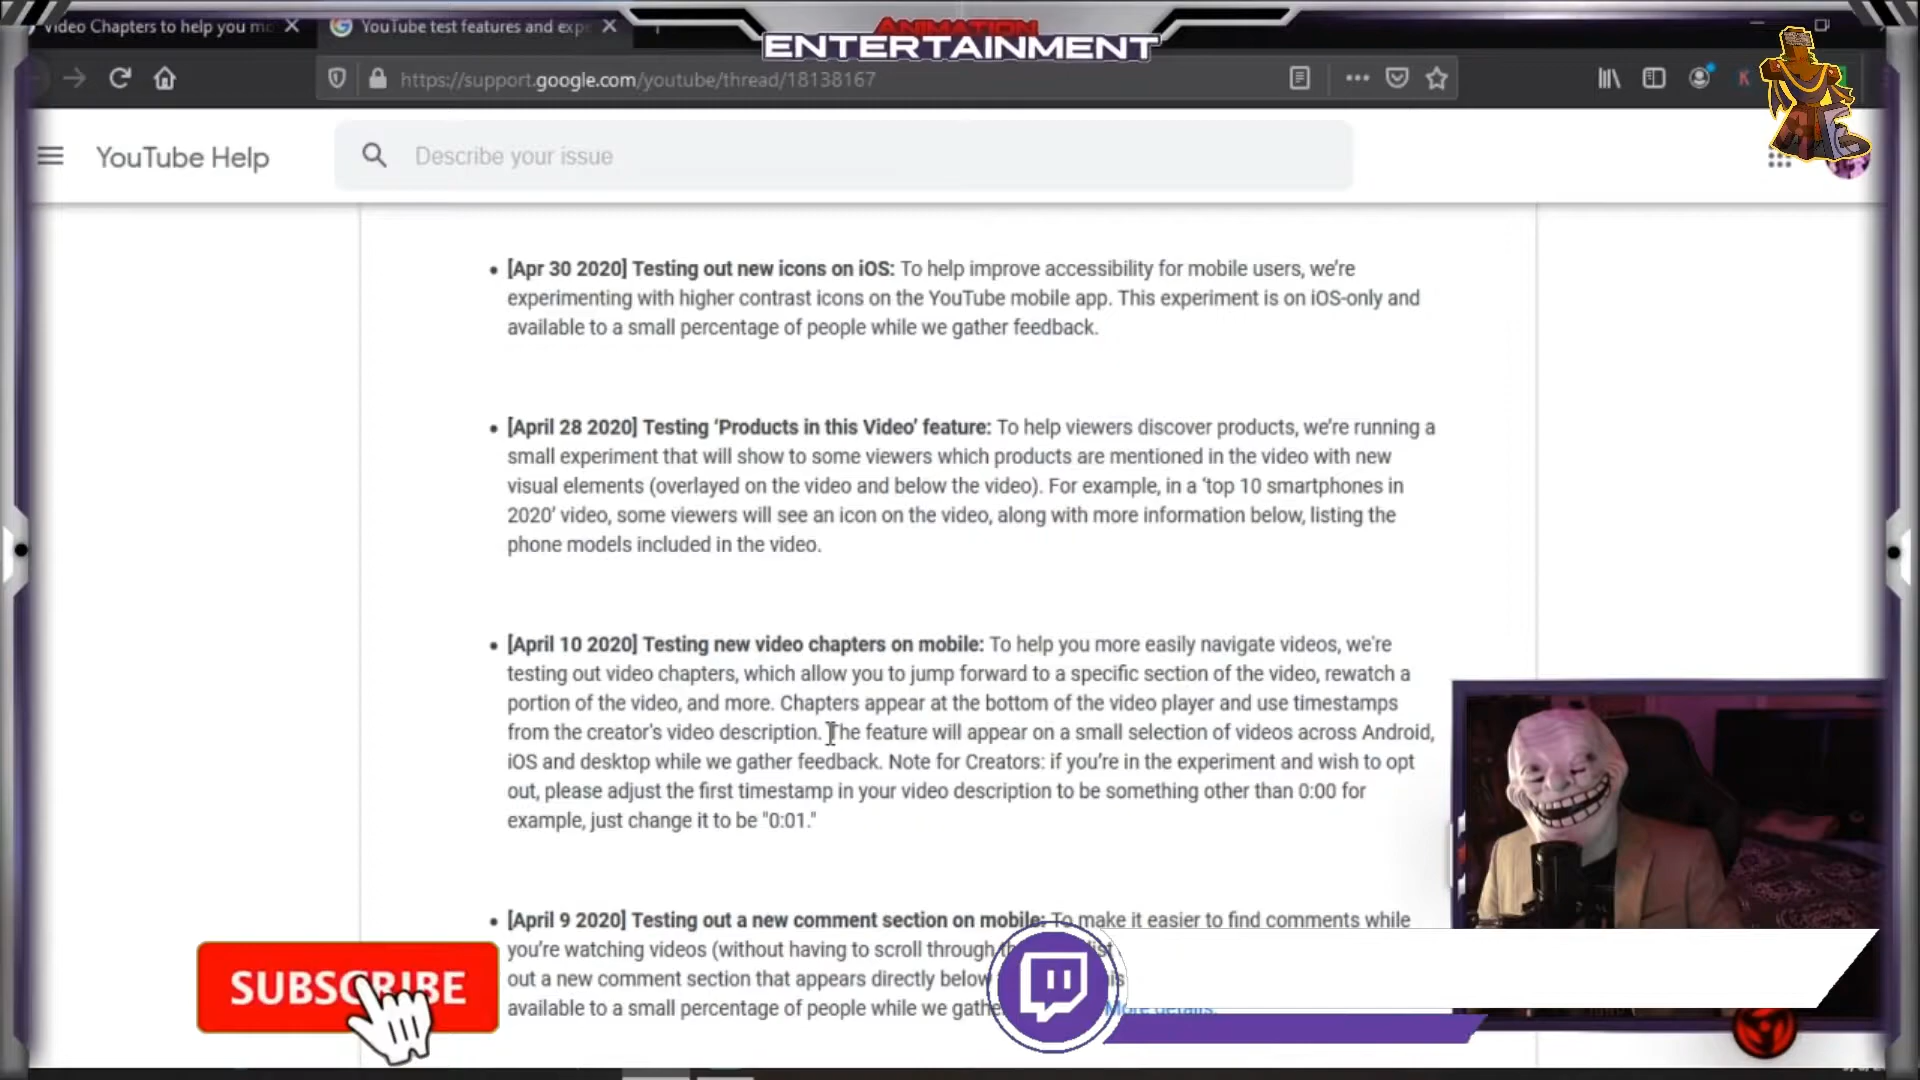 ANIMATION
ENTERTAINMENT
Video Chapters to help you mo
YouTube test features and expe
https://support.google.com/youtube/thread/18138167
K
YouTube Help
Describe your issue
[Apr 30 2020] Testing out new icons on iOS: To help improve accessibility for mobile users, we're
experimenting with higher contrast icons on the YouTube mobile app. This experiment is on iOS-only and
available to a small percentage of people while we gather feedback.
[April 28 2020] Testing ‘Products in this Video’ feature: To help viewers discover products, we're running a
small experiment that will show to some viewers which products are mentioned in the video with new
visual elements (overlayed on the video and below the video). For example, in a ‘top 10 smartphones in
2020’ video, some viewers will see an icon on the video, along with more information below, listing the
phone models included in the video.
[April 10 2020] Testing new video chapters on mobile: To help you more easily navigate videos, we're
testing out video chapters, which allow you to jump forward to a specific section of the video, rewatch a
portion of the video, and more. Chapters appear at the bottom of the video player and use timestamps
from the creator's video description. The feature will appear on a small selection of videos across Android,
iOS and desktop while we gather feedback. Note for Creators: if you're in the experiment and wish to opt
out, please adjust the first timestamp in your video description to be something other than 0:00 for
example, just change it to be "0:01."
[April 9 2020] Testing out a new comment section on mobile: To make it easier to find comments while
you're watching videos (without having to scroll through
out a new comment section that appears directly below
available to a small percentage of people while we gather
More details.
SUBSCRIBE